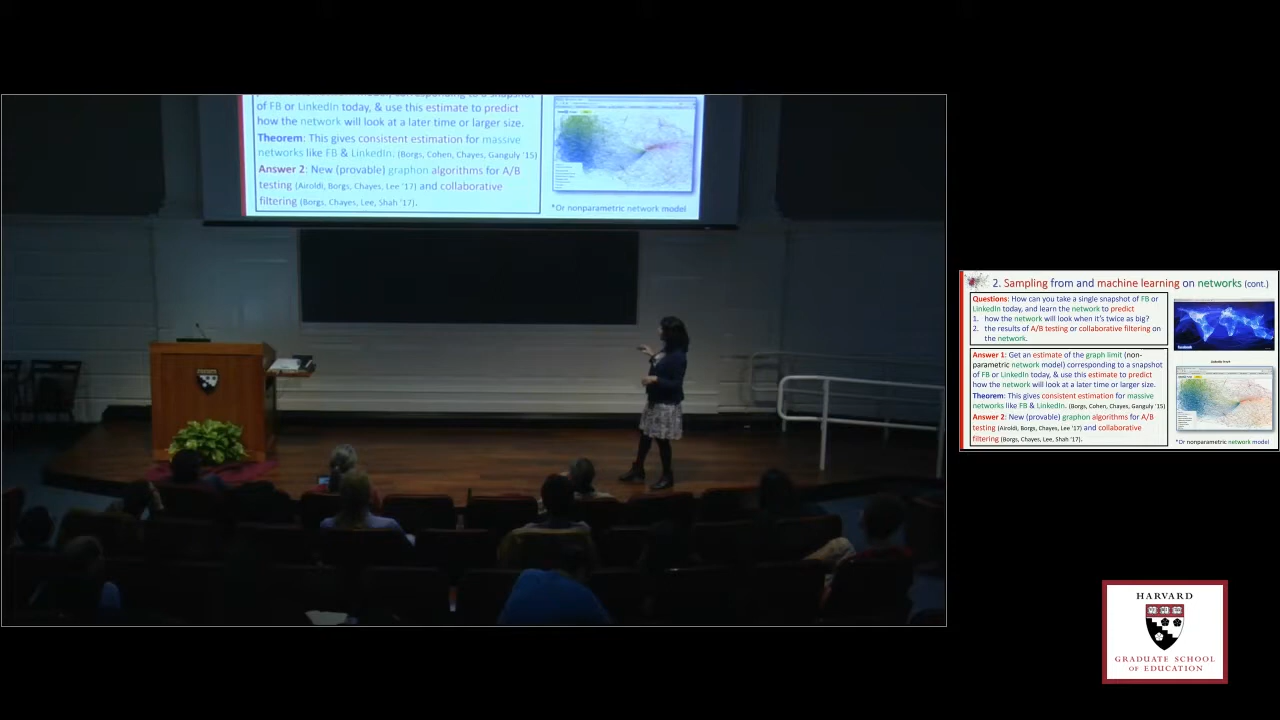 of FB or LinkedIn today, & use this estimate to predict
how the network will look at a later time or larger size.
Theorem: This gives consistent estimation for massive
networks like FB & LinkedIn. (Borgs, Cohen, Chayes, Ganguly '15)
Answer 2: New (provable) graphon algorithms for A/B
testing (Airoldi, Borgs, Chayes, Lee '17) and collaborative
filtering (Borgs, Chayes, Lee, Shah '17).
*Or nonparametric network model
2. Sampling from and machine learning on networks (cont.)
Questions: How can you take a single snapshot of FB or
LinkedIn today, and learn the network to predict
1. how the network will look when it's twice as big?
2. the results of A/B testing or collaborative filtering on
the network.
Answer 1: Get an estimate of the graph limit (non-
parametric network model) corresponding to a snapshot
of FB or LinkedIn today, & use this estimate to predict
how the network will look at a later time or larger size.
Theorem: This gives consistent estimation for massive
networks like FB & LinkedIn. (Borgs, Cohen, Chayes, Ganguly '15)
Answer 2: New (provable) graphon algorithms for A/B
testing (Airoldi, Borgs, Chayes, Lee '17) and collaborative
filtering (Borgs, Chayes, Lee, Shah '17).
facebook
*Or nonparametric network model
HARVARD
GRADUATE SCHOOL
OF EDUCATION